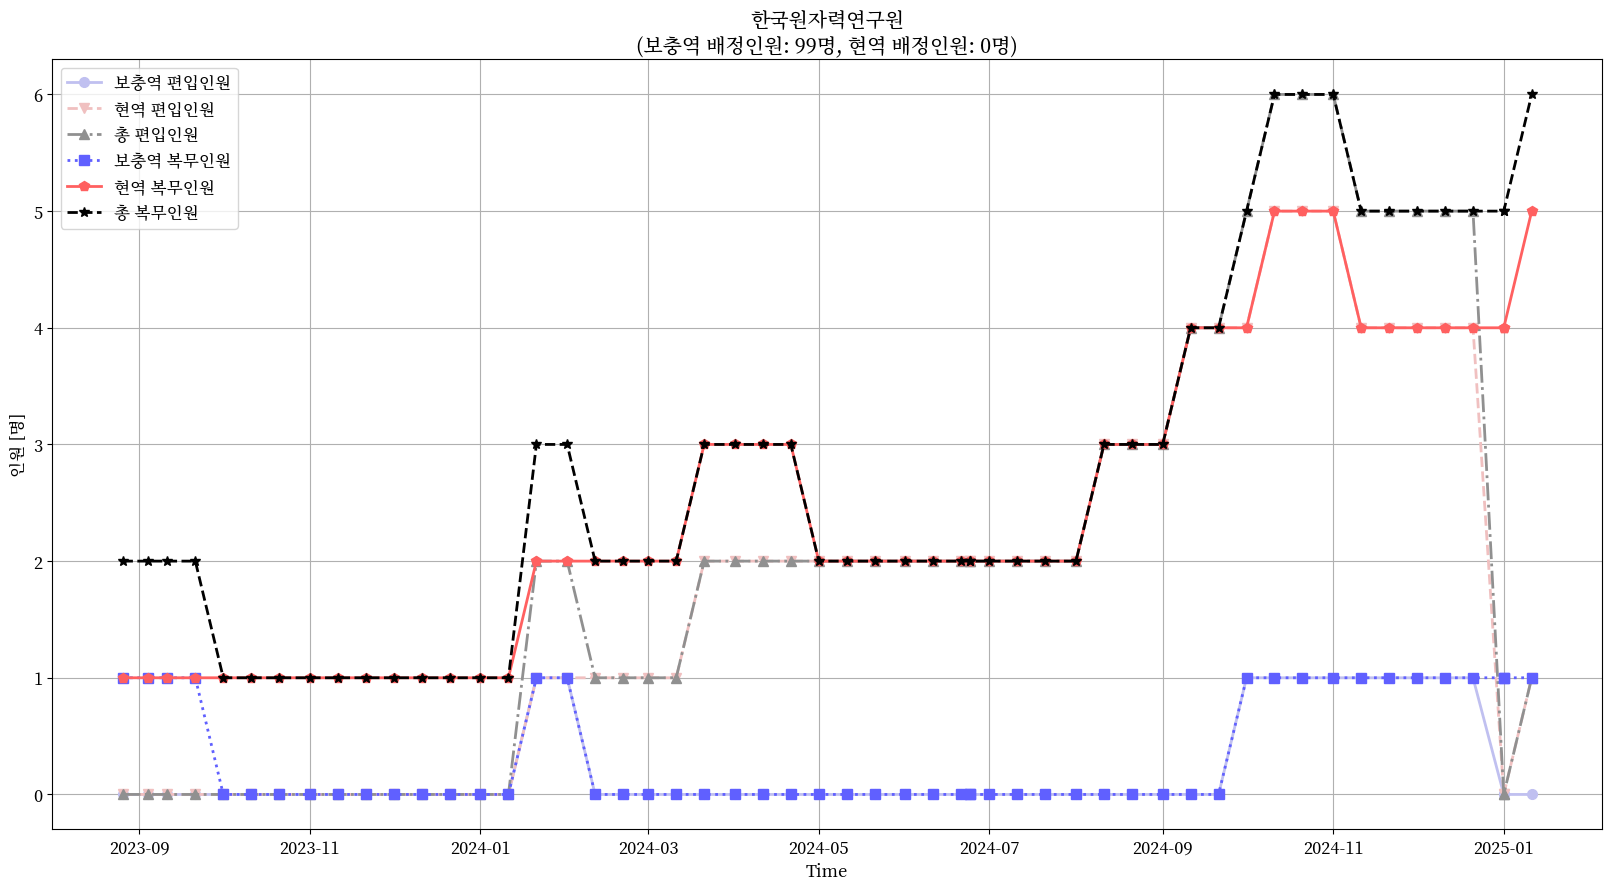 한국원자력연구원
(보충역 배정인원: 99명, 현역 배정인원: 0명)
보충역 편입인원
현역 편입인원
총 편입인원
보충역 복무인원
현역 복무인원
총 복무인원
인원 [명]
6
5
4
3
2
1
0
2023-09
2023-11
2024-01
2024-03
2024-05
2024-07
2024-09
2024-11
2025-01
Time